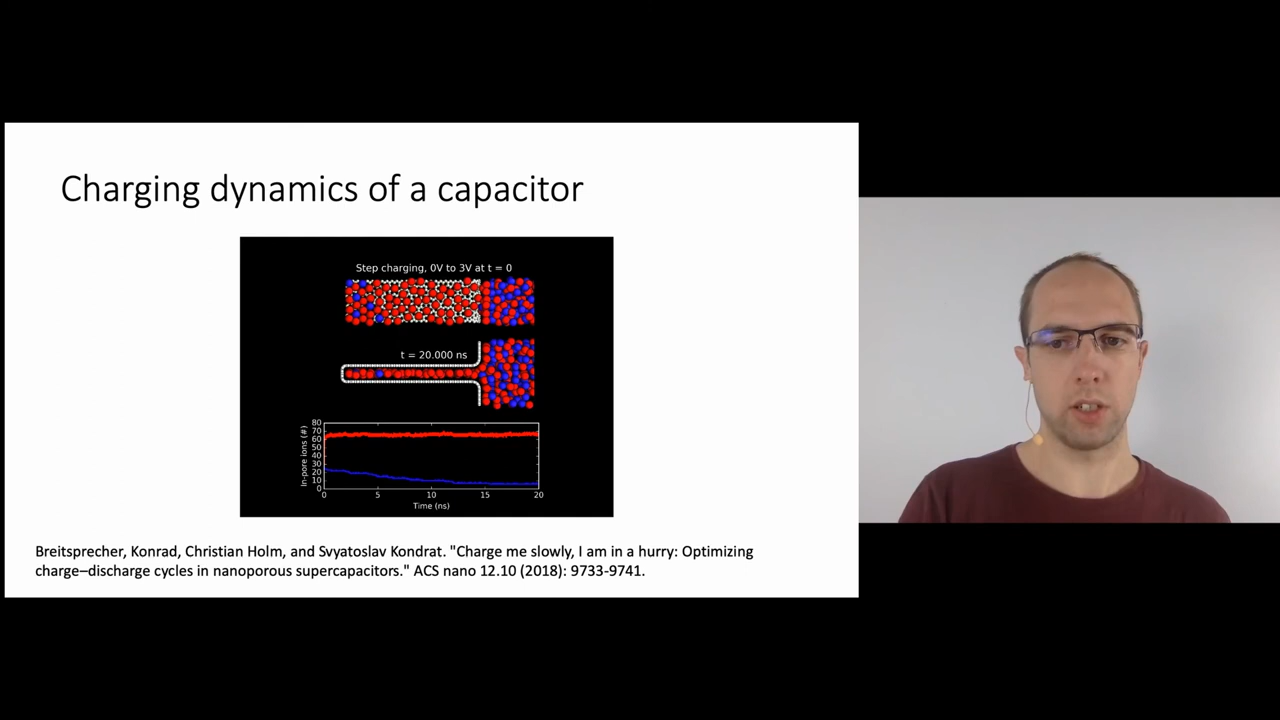 Charging dynamics of a capacitor
Step charging, 0V to 3V at t = 0
t = 20.000 ns
In-pore ions (#)
80
70
60
50
40
30
20
10
0
0 5 10 15 20
Time (ns)
Breitsprecher, Konrad, Christian Holm, and Svyatoslav Kondrat. "Charge me slowly, I am in a hurry: Optimizing
charge–discharge cycles in nanoporous supercapacitors." ACS nano 12.10 (2018): 9733-9741.